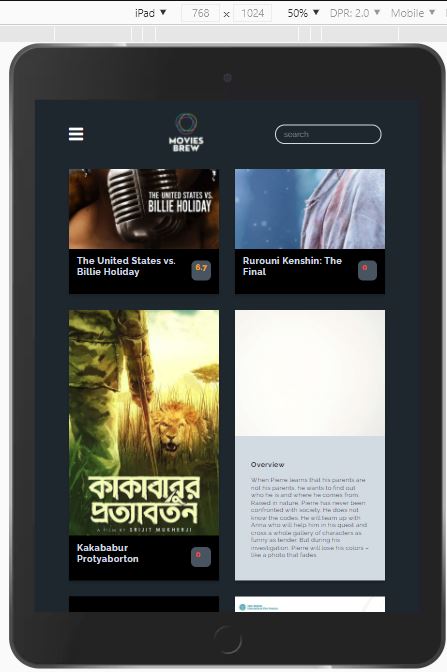 iPad ▼ 768 x 1024 50% ▼ DPR: 2.0 ▼ Mobile ▼
MOVIES
BREW
search
THE UNITED STATES VS.
BILLIE HOLIDAY
The United States vs.
Billie Holiday
6.7
Rurouni Kenshin: The
Final
0
কাকাবাবুর
প্রত্যাবর্তন
A FILM BY SRIJIT MUKHERJI
Kakababur
Protyaborton
0
Overview
When Pierre learns that his parents are
not his parents, he wants to find out
who he is and where he comes from.
Raised in nature, Pierre has never been
confronted with society. He does not
know the codes. He will team up with
Anna who will help him in his quest and
cross a whole gallery of characters as
funny as tender. But during his
investigation, Pierre will lose his colors –
like a photo that fades